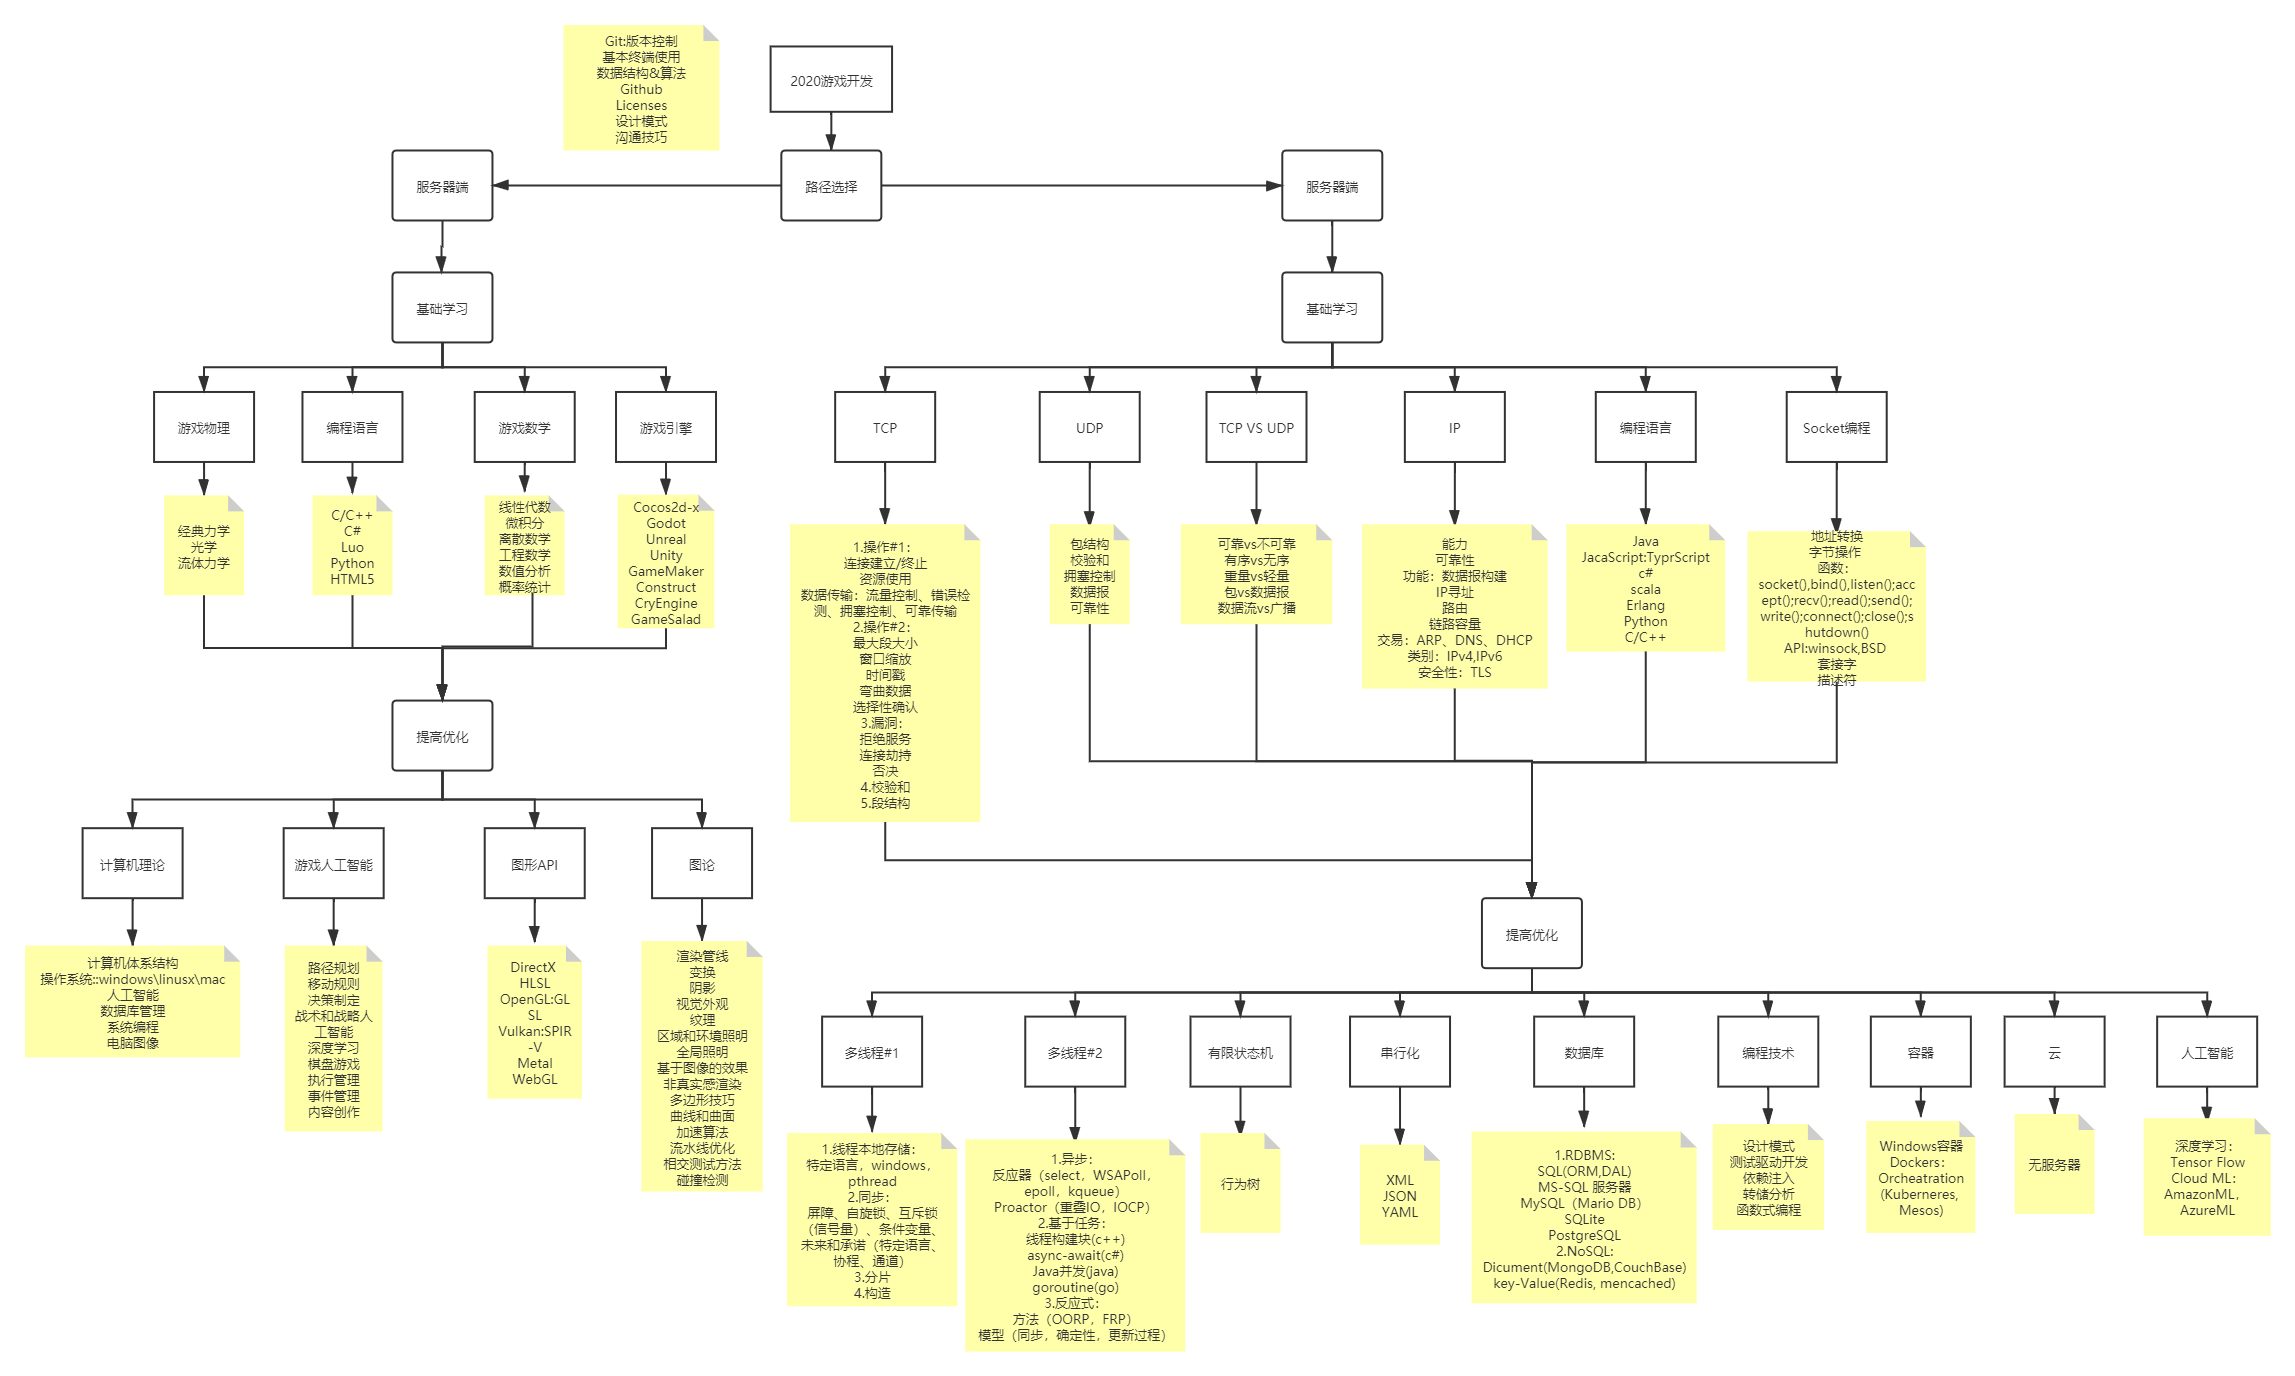 Git:版本控制
基本终端使用
数据结构&算法
Github
Licenses
设计模式
沟通技巧
2020游戏开发
服务器端
路径选择
服务器端
基础学习
基础学习
游戏物理
编程语言
游戏数学
游戏引擎
TCP
UDP
TCP VS UDP
IP
编程语言
Socket编程
经典力学
光学
流体力学
C/C++
C#
Luo
Python
HTML5
线性代数
微积分
离散数学
工程数学
数值分析
概率统计
Cocos2d-x
Godot
Unreal
Unity
GameMaker
Construct
CryEngine
GameSalad
1.操作#1：
连接建立/终止
资源使用
数据传输：流量控制、错误检
测、拥塞控制、可靠传输
2.操作#2：
最大段大小
窗口缩放
时间戳
弯曲数据
选择性确认
3.漏洞：
拒绝服务
连接劫持
否决
4.校验和
5.段结构
包结构
校验和
拥塞控制
数据报
可靠性
可靠vs不可靠
有序vs无序
重量vs轻量
包vs数据报
数据流vs广播
能力
可靠性
功能：数据报构建
IP寻址
路由
链路容量
交易：ARP、DNS、DHCP
类别：IPv4,IPv6
安全性：TLS
Java
JacaScript:TyprScript
c#
scala
Erlang
Python
C/C++
地址转换
字节操作
函数：
socket(),bind(),listen();acc
ept();recv();read();send();
write();connect();close();s
hutdown()
API:winsock,BSD
套接字
描述符
提高优化
计算机理论
游戏人工智能
图形API
图论
计算机体系结构
操作系统::windows\linusx\mac
人工智能
数据库管理
系统编程
电脑图像
路径规划
移动规则
决策制定
战术和战略人
工智能
深度学习
棋盘游戏
执行管理
事件管理
内容创作
DirectX
HLSL
OpenGL:GL
SL
Vulkan:SPIR
-V
Metal
WebGL
渲染管线
变换
阴影
视觉外观
纹理
区域和环境照明
全局照明
基于图像的效果
非真实感渲染
多边形技巧
曲线和曲面
加速算法
流水线优化
相交测试方法
碰撞检测
提高优化
多线程#1
多线程#2
有限状态机
串行化
数据库
编程技术
容器
云
人工智能
1.线程本地存储：
特定语言，windows，
pthread
2.同步：
屏障、自旋锁、互斥锁
（信号量）、条件变量、
未来和承诺（特定语言、
协程、通道）
3.分片
4.构造
1.异步：
反应器（select，WSAPoll，
epoll，kqueue）
Proactor（重叠IO，IOCP）
2.基于任务：
线程构建块(c++)
async-await(c#)
Java并发(java)
goroutine(go)
3.反应式：
方法（OORP，FRP）
模型（同步，确定性，更新过程）
行为树
XML
JSON
YAML
1.RDBMS:
SQL(ORM,DAL)
MS-SQL 服务器
MySQL（Mario DB）
SQLite
PostgreSQL
2.NoSQL:
Dicument(MongoDB,CouchBase)
key-Value(Redis, mencached)
设计模式
测试驱动开发
依赖注入
转储分析
函数式编程
Windows容器
Dockers：
Orcheatration
(Kuberneres,
Mesos)
无服务器
深度学习：
Tensor Flow
Cloud ML：
AmazonML，
AzureML